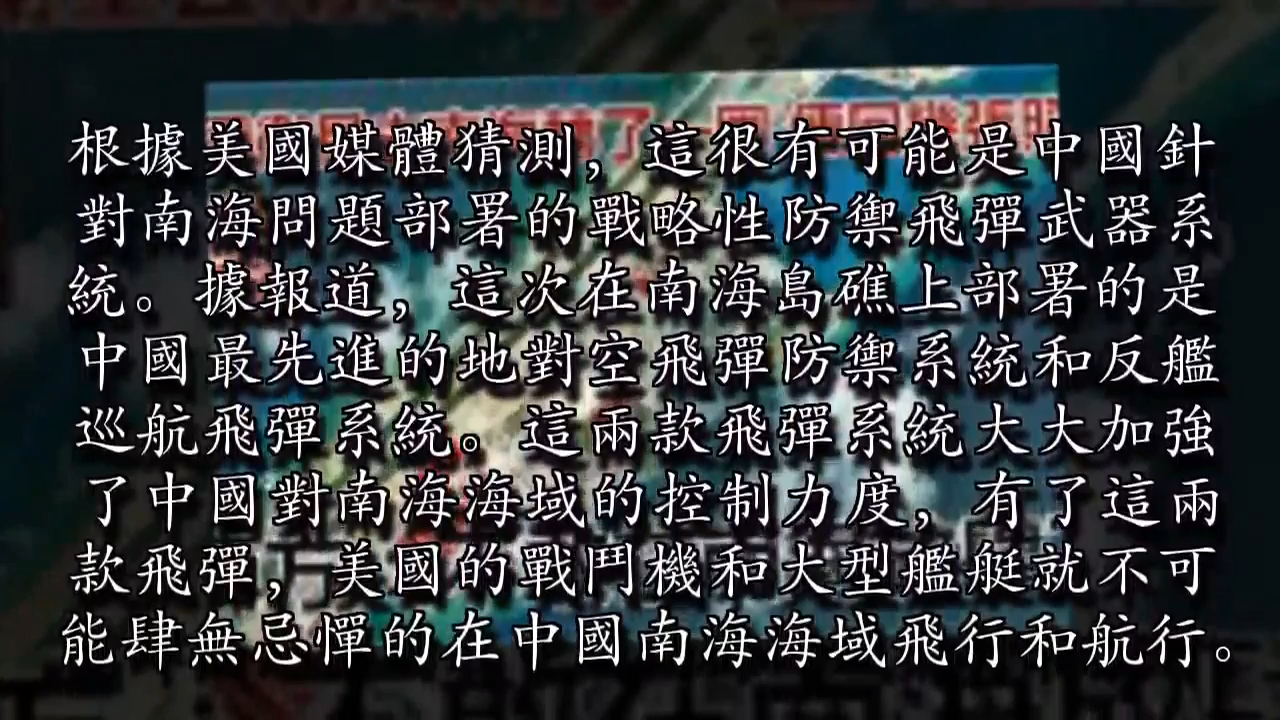 根據美國媒體猜測，這很有可能是中國針
對南海問題部署的戰略性防禦飛彈武器系
統。據報道，這次在南海島礁上部署的是
中國最先進的地對空飛彈防禦系統和反艦
巡航飛彈系統。這兩款飛彈系統大大加強
了中國對南海海域的控制力度，有了這兩
款飛彈，美國的戰鬥機和大型艦艇就不可
能肆無忌憚的在中國南海海域飛行和航行。